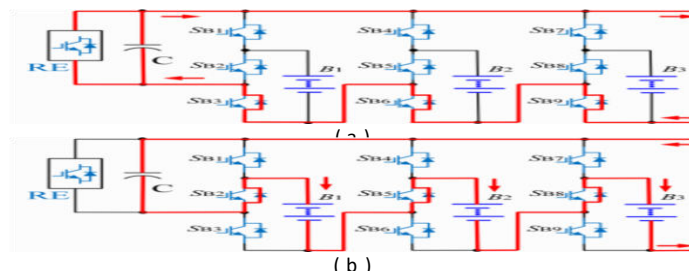 SB1 SB4 SB7
RE C SB2 B1 SB5 B2 SB8 B3
SB3 SB6 SB9
( a )
SB1 SB4 SB7
RE C SB2 B1 SB5 B2 SB8 B3
SB3 SB6 SB9
( b )